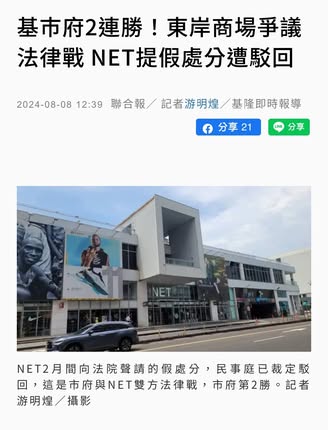 基市府2連勝！東岸商場爭議
法律戰 NET提假處分遭駁回
2024-08-08 12:39 聯合報／ 記者游明煌／基隆即時報導
分享 21
分享
NET
NET2月間向法院聲請的假處分，民事庭已裁定駁
回，這是市府與NET雙方法律戰，市府第2勝。記者
游明煌／攝影